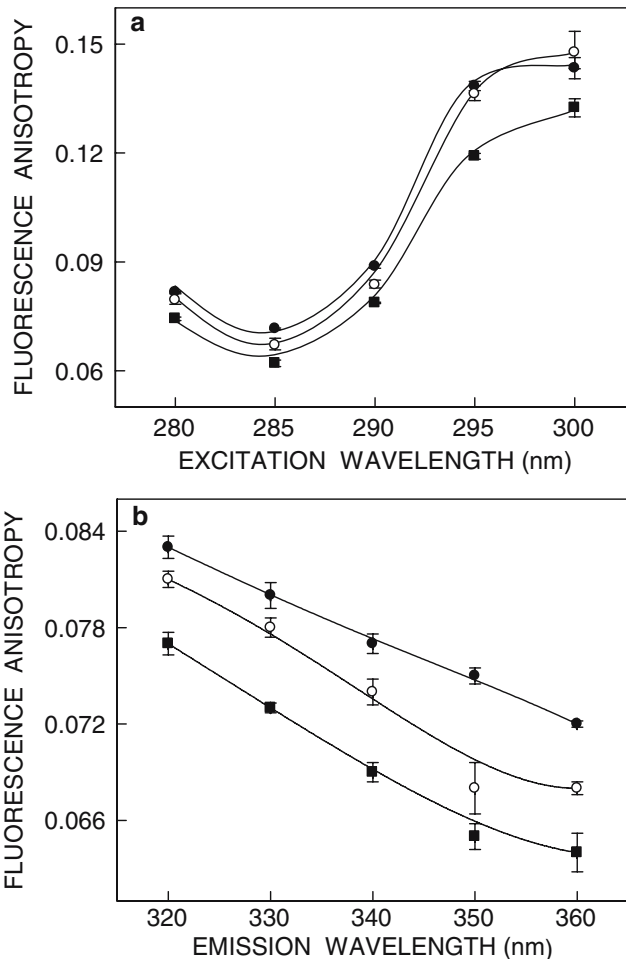 a
FLUORESCENCE ANISOTROPY
0.15
0.12
0.09
0.06
280 285 290 295 300
EXCITATION WAVELENGTH (nm)
b
FLUORESCENCE ANISOTROPY
0.084
0.078
0.072
0.066
320 330 340 350 360
EMISSION WAVELENGTH (nm)